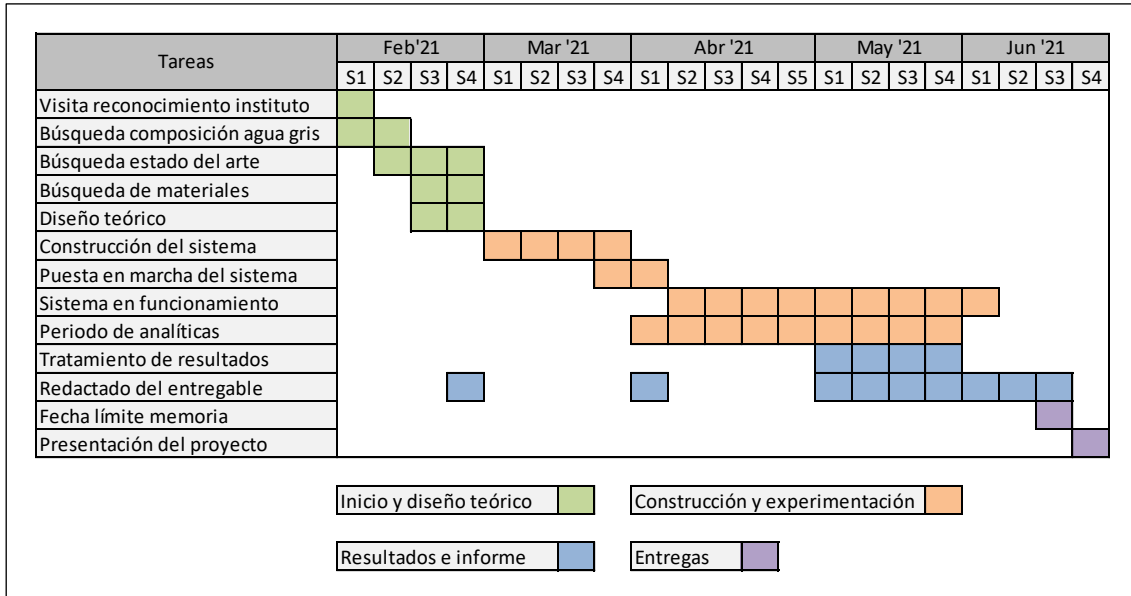 Tareas
Feb'21 Mar '21 Abr '21 May '21 Jun '21
S1 S2 S3 S4 S1 S2 S3 S4 S1 S2 S3 S4 S5 S1 S2 S3 S4 S1 S2 S3 S4
Visita reconocimiento instituto
Búsqueda composición agua gris
Búsqueda estado del arte
Búsqueda de materiales
Diseño teórico
Construcción del sistema
Puesta en marcha del sistema
Sistema en funcionamiento
Periodo de analíticas
Tratamiento de resultados
Redactado del entregable
Fecha límite memoria
Presentación del proyecto
Inicio y diseño teórico Construcción y experimentación
Resultados e informe Entregas